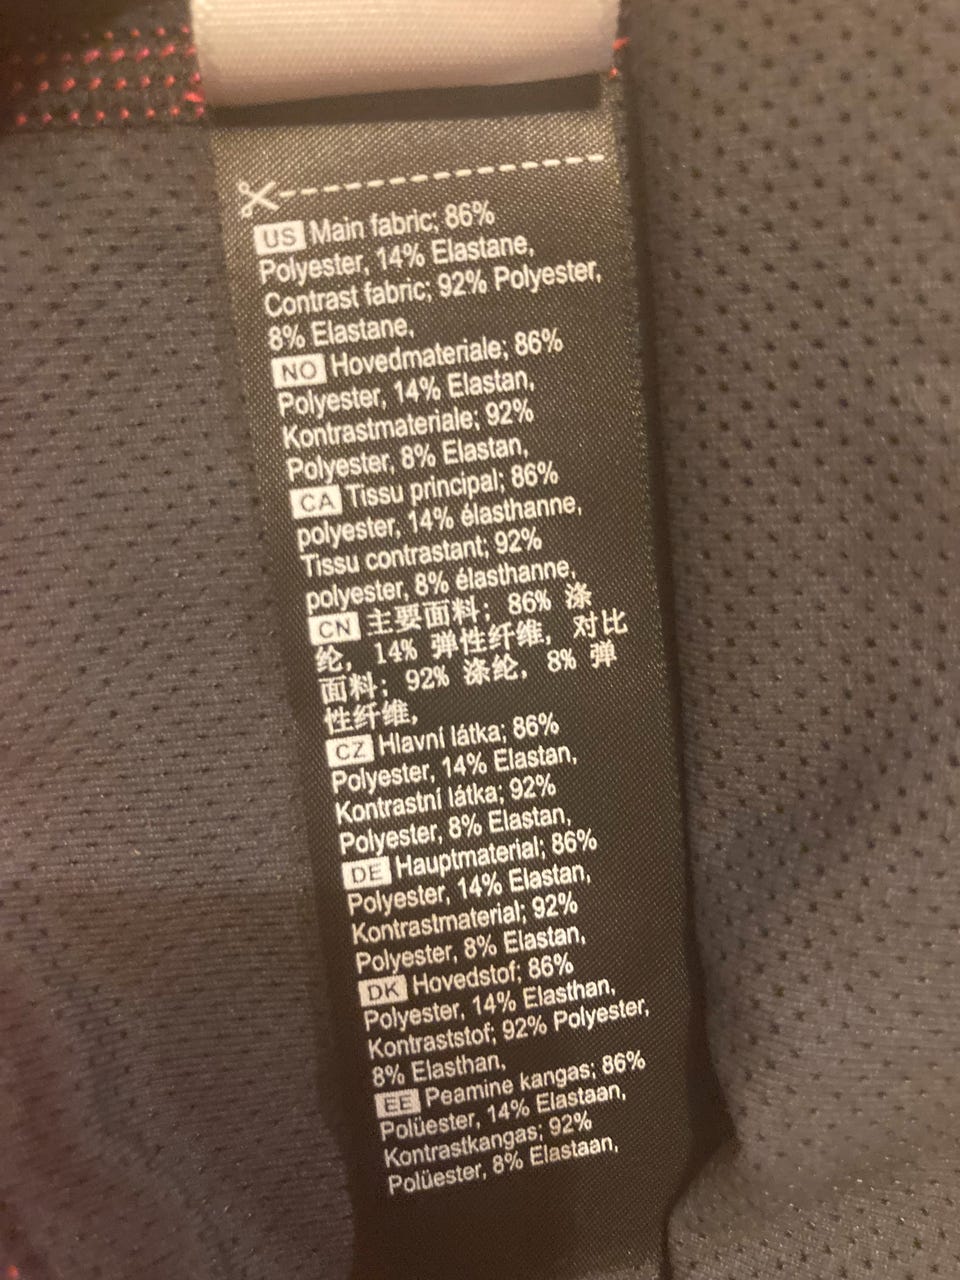 US Main fabric; 86%
Polyester, 14% Elastane,
Contrast fabric; 92% Polyester,
8% Elastane,
NO Hovedmateriale; 86%
Polyester, 14% Elastan,
Kontrastmateriale; 92%
Polyester, 8% Elastan,
CA Tissu principal; 86%
polyester, 14% élasthanne,
Tissu contrastant; 92%
polyester, 8% élasthanne,
CN 主要面料; 86% 涤
纶, 14% 弹性纤维, 对比
面料; 92% 涤纶, 8% 弹
性纤维,
CZ Hlavní látka; 86%
Polyester, 14% Elastan,
Kontrastní látka; 92%
Polyester, 8% Elastan,
DE Hauptmaterial; 86%
Polyester, 14% Elastan,
Kontrastmaterial; 92%
Polyester, 8% Elastan,
DK Hovedstof; 86%
Polyester, 14% Elasthan,
Kontraststof; 92% Polyester,
8% Elasthan,
EE Peamine kangas; 86%
Polüester, 14% Elastaan,
Kontrastkangas; 92%
Polüester, 8% Elastaan,